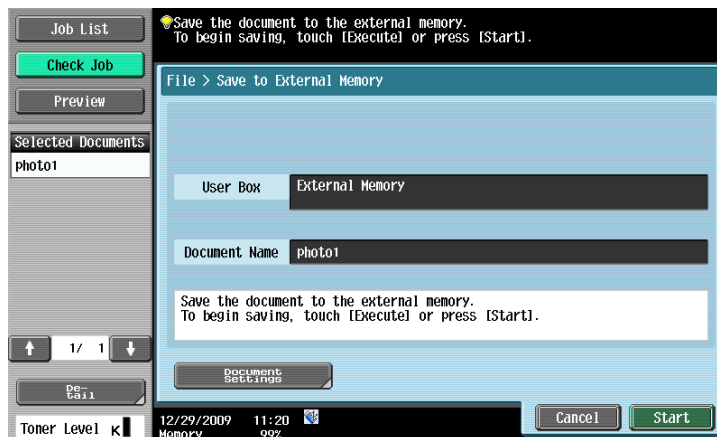 Job List
Check Job
Preview
Selected Documents
photo1
1/ 1
De-
tail
Toner Level K
Save the document to the external memory.
To begin saving, touch [Execute] or press [Start].
File > Save to External Memory
User Box
External Memory
Document Name
photo1
Save the document to the external memory.
To begin saving, touch [Execute] or press [Start].
Document
Settings
12/29/2009 11:20
Memory 99%
Cancel
Start